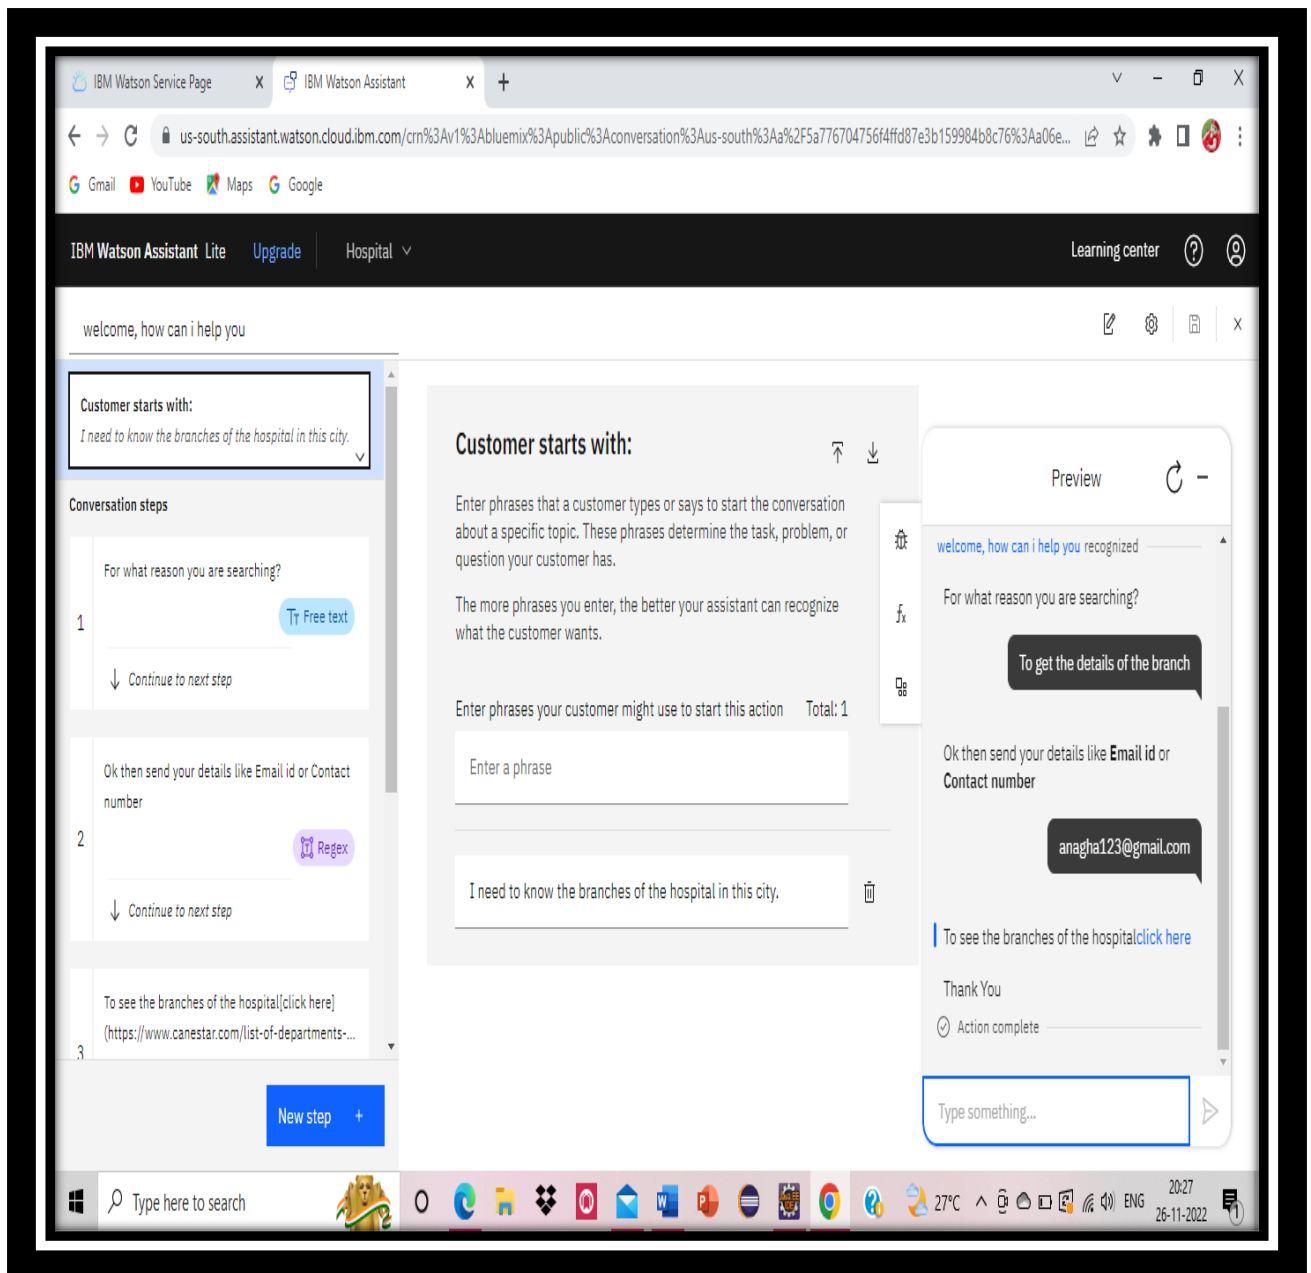 IBM Watson Service Page X IBM Watson Assistant x +
us-south.assistant.watson.cloud.ibm.com/crn%3Av1%3Abluemix%3Apublic%3Aconversation%3Aus-south%3Aa%2F5a776704756f4ffd87e3b159984b8c76%3Aa06e...
Gmail YouTube Maps Google
IBM Watson Assistant Lite Upgrade Hospital Learning center
welcome, how can i help you
Customer starts with:
I need to know the branches of the hospital in this city.
Conversation steps
1
For what reason you are searching?
Free text
Continue to next step
2
Ok then send your details like Email id or Contact
number
Regex
Continue to next step
3
To see the branches of the hospital[click here]
(https://www.canestar.com/list-of-departments-...
New step +
Customer starts with:
Enter phrases that a customer types or says to start the conversation
about a specific topic. These phrases determine the task, problem, or
question your customer has.
The more phrases you enter, the better your assistant can recognize
what the customer wants.
Enter phrases your customer might use to start this action Total: 1
Enter a phrase
I need to know the branches of the hospital in this city.
Preview
welcome, how can i help you recognized
For what reason you are searching?
To get the details of the branch
Ok then send your details like Email id or
Contact number
anagha123@gmail.com
To see the branches of the hospitalclick here
Thank You
Action complete
Type something...
Type here to search
27°C ENG
20:27
26-11-2022
1